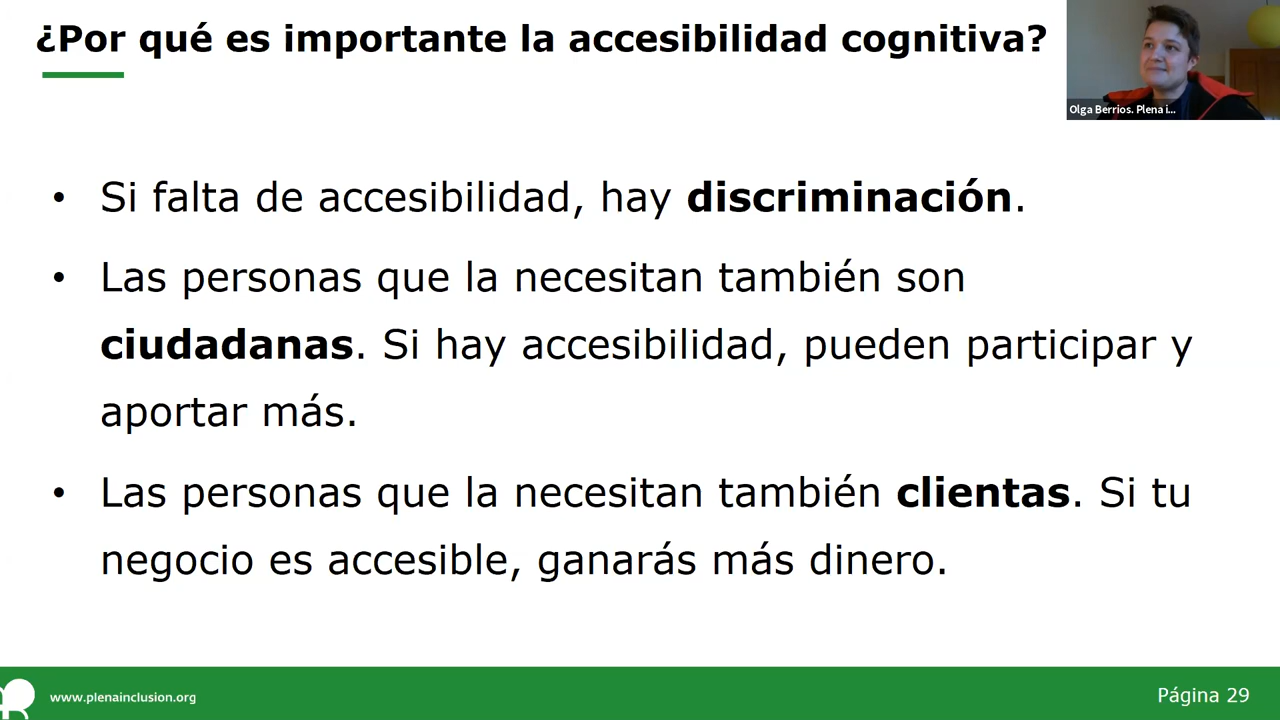 ¿Por qué es importante la accesibilidad cognitiva?
Olga Berrios. Plena i...
• Si falta de accesibilidad, hay discriminación.
• Las personas que la necesitan también son
ciudadanas. Si hay accesibilidad, pueden participar y
aportar más.
• Las personas que la necesitan también clientas. Si tu
negocio es accesible, ganarás más dinero.
www.plenainclusion.org
Página 29